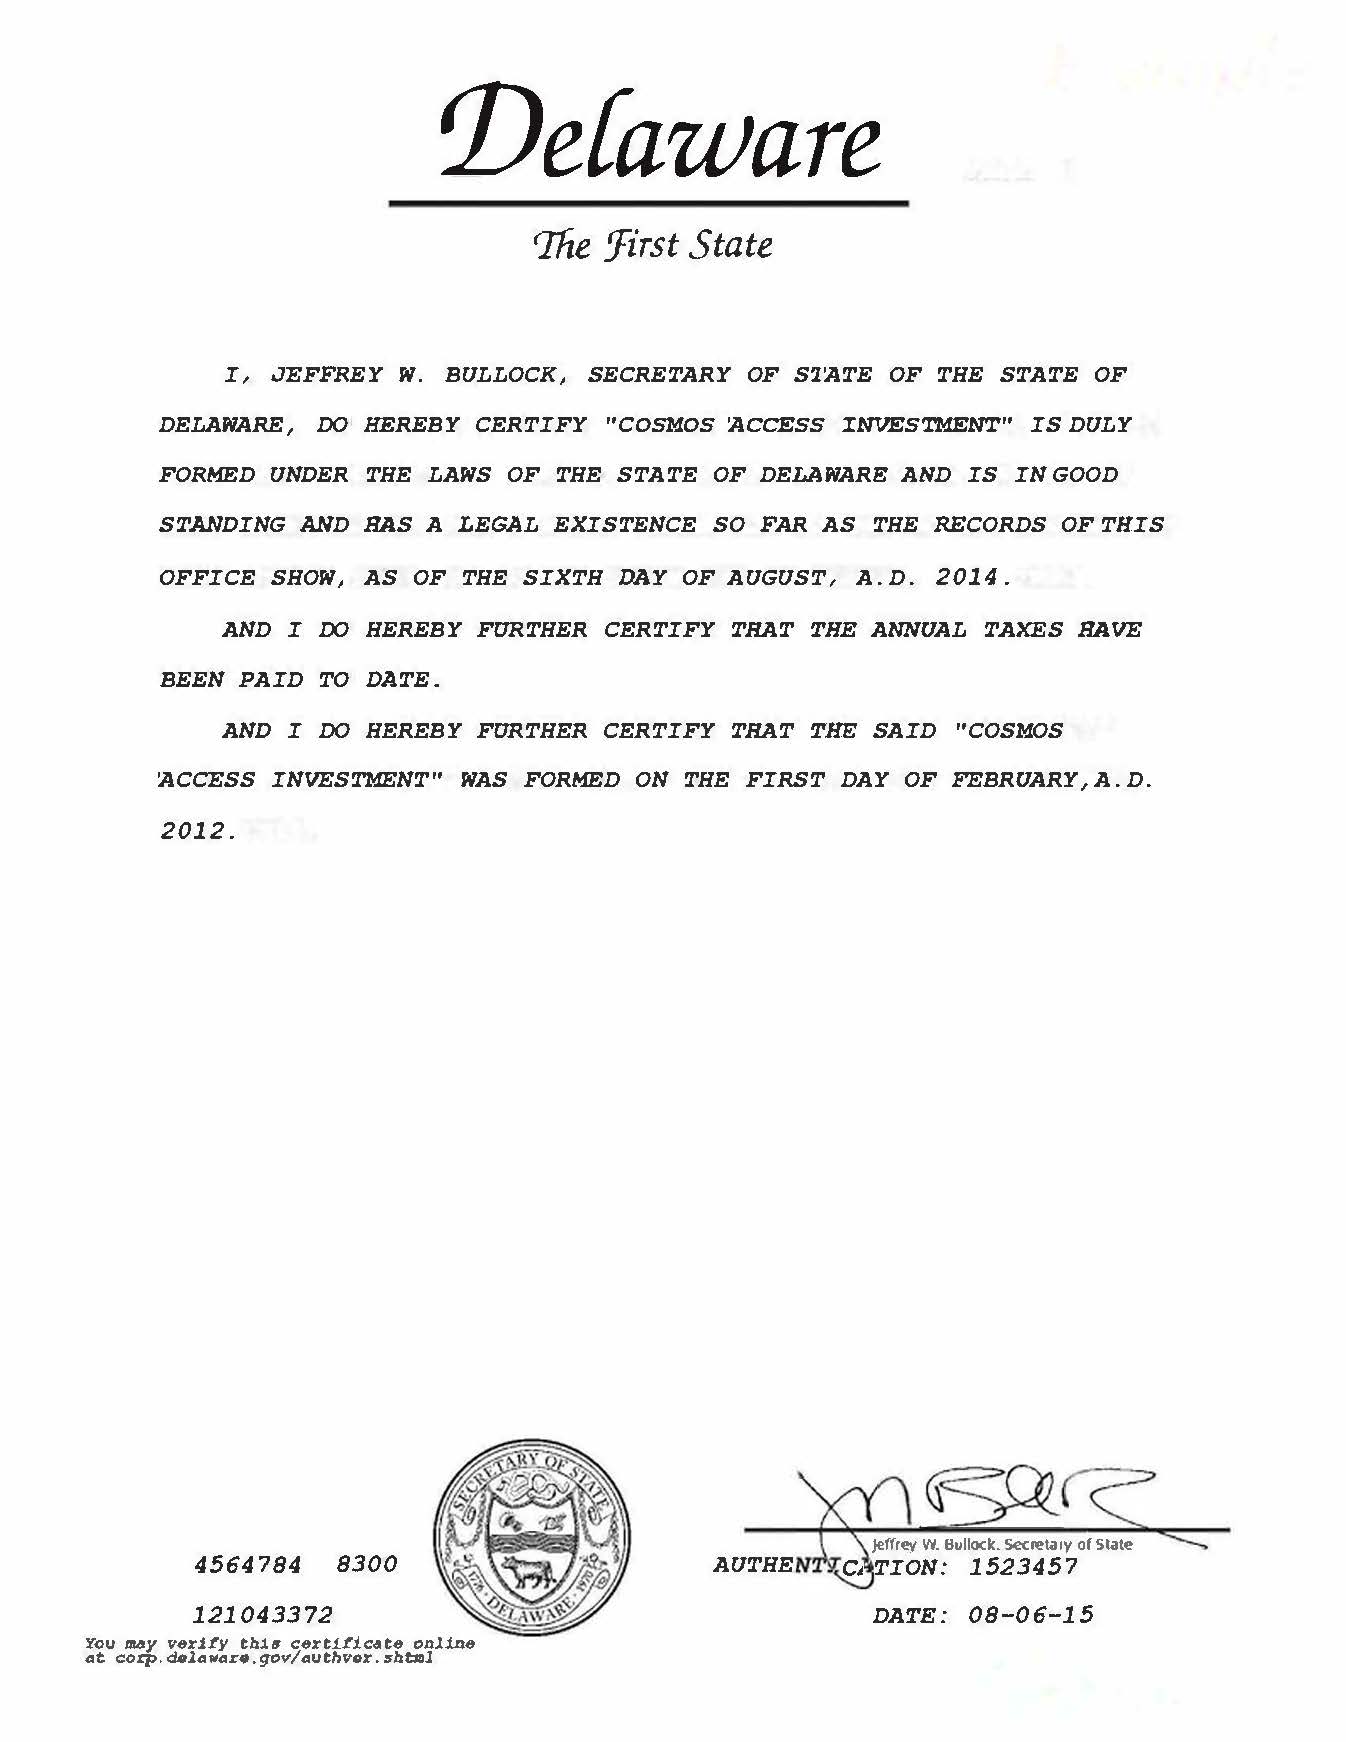 Delaware
The First State
I, JEFFREY W. BULLOCK, SECRETARY OF STATE OF THE STATE OF
DELAWARE, DO HEREBY CERTIFY "COSMOS 'ACCESS INVESTMENT" IS DULY
FORMED UNDER THE LAWS OF THE STATE OF DELAWARE AND IS IN GOOD
STANDING AND HAS A LEGAL EXISTENCE SO FAR AS THE RECORDS OF THIS
OFFICE SHOW, AS OF THE SIXTH DAY OF AUGUST, A.D. 2014.
AND I DO HEREBY FURTHER CERTIFY THAT THE ANNUAL TAXES HAVE
BEEN PAID TO DATE.
AND I DO HEREBY FURTHER CERTIFY THAT THE SAID "COSMOS
'ACCESS INVESTMENT" WAS FORMED ON THE FIRST DAY OF FEBRUARY,A.D.
2012.
SECRETARY OF STATE
1776 · DELAWARE · 1970
Jeffrey W. Bullock. Secretary of State
4564784 8300
AUTHENTICATION: 1523457
121043372
DATE: 08-06-15
You may verify this certificate online
at corp.delaware.gov/authver.shtml